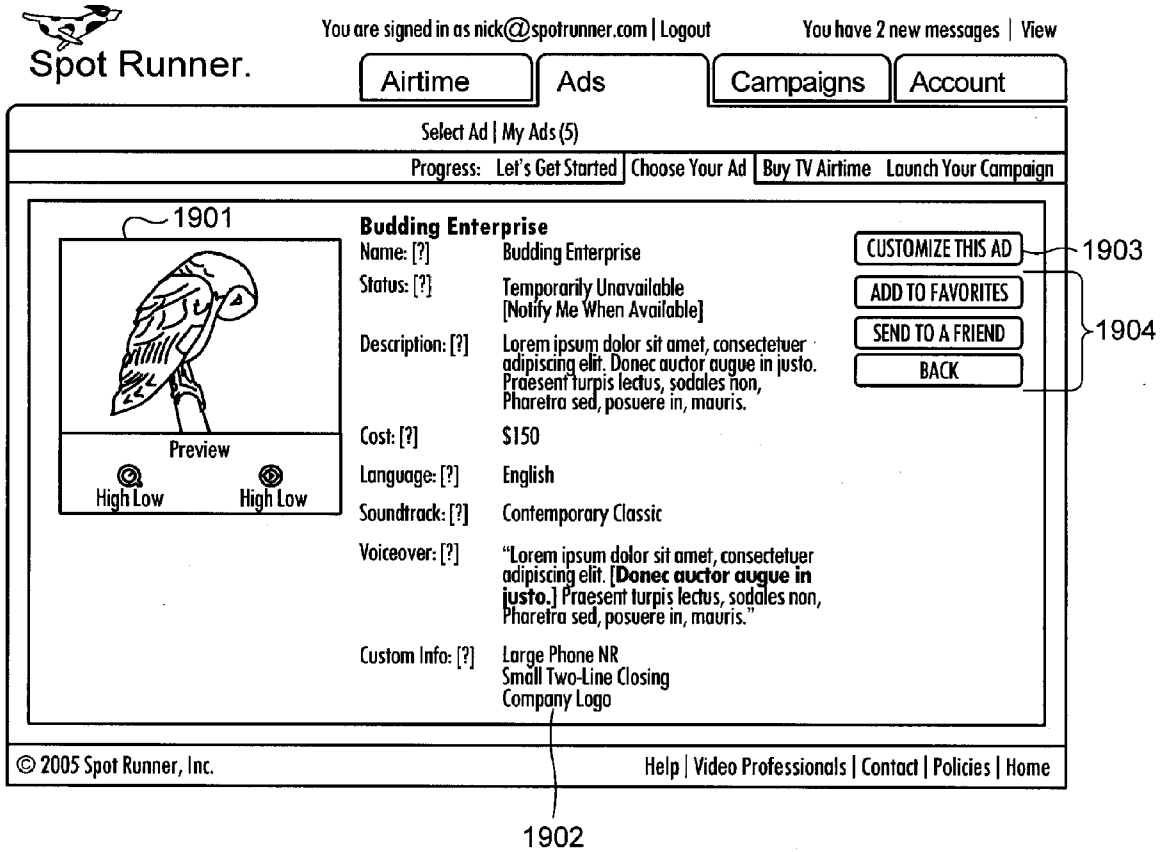 You are signed in as nick@spotrunner.com | Logout
You have 2 new messages | View
Spot Runner.
Airtime
Ads
Campaigns
Account
Select Ad | My Ads (5)
Progress: Let's Get Started | Choose Your Ad | Buy TV Airtime Launch Your Campaign
1901
Preview
High Low
High Low
Budding Enterprise
Name: [?] Budding Enterprise
Status: [?] Temporarily Unavailable
[Notify Me When Available]
Description: [?] Lorem ipsum dolor sit amet, consectetuer
adipiscing elit. Donec auctor augue in justo.
Praesent turpis lectus, sodales non,
Pharetra sed, posuere in, mauris.
Cost: [?] $150
Language: [?] English
Soundtrack: [?] Contemporary Classic
Voiceover: [?] “Lorem ipsum dolor sit amet, consectetuer
adipiscing elit. [Donec auctor augue in
justo.] Praesent turpis lectus, sodales non,
Pharetra sed, posuere in, mauris.”
Custom Info: [?] Large Phone NR
Small Two-Line Closing
Company Logo
CUSTOMIZE THIS AD
1903
ADD TO FAVORITES
SEND TO A FRIEND
BACK
1904
© 2005 Spot Runner, Inc.
Help | Video Professionals | Contact | Policies | Home
1902